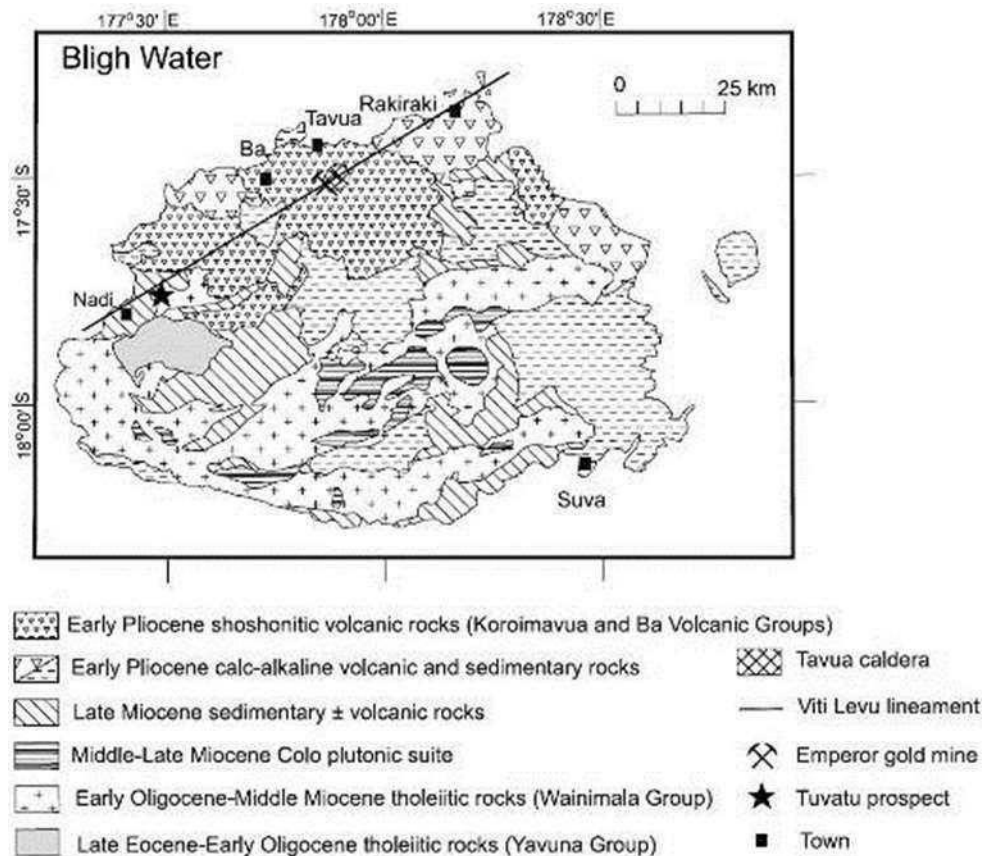 177°30' E
178°00' E
178°30' E
Bligh Water
0
25 km
Rakiraki
Tavua
Ba
17°30' S
Nadi
18°00' S
Suva
Early Pliocene shoshonitic volcanic rocks (Koroimavua and Ba Volcanic Groups)
Early Pliocene calc-alkaline volcanic and sedimentary rocks
Late Miocene sedimentary ± volcanic rocks
Middle-Late Miocene Colo plutonic suite
Early Oligocene-Middle Miocene tholeiitic rocks (Wainimala Group)
Late Eocene-Early Oligocene tholeiitic rocks (Yavuna Group)
Tavua caldera
Viti Levu lineament
Emperor gold mine
Tuvatu prospect
Town